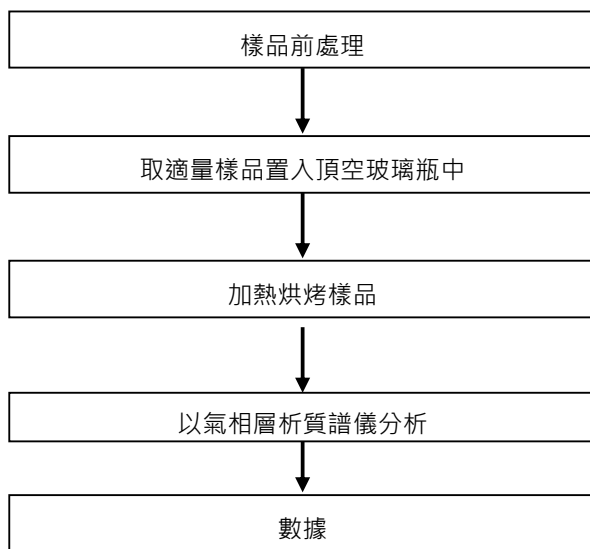 樣品前處理
取適量樣品置入頂空玻璃瓶中
加熱烘烤樣品
以氣相層析質譜儀分析
數據